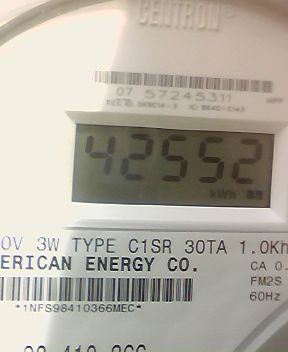 CENTRON®
07 57245311
42552
kWh
0V 3W TYPE C1SR 30TA 1.0Kh
ERICAN ENERGY CO.
CA 0.
FM2S
60Hz
*1NFS98410366MEC*